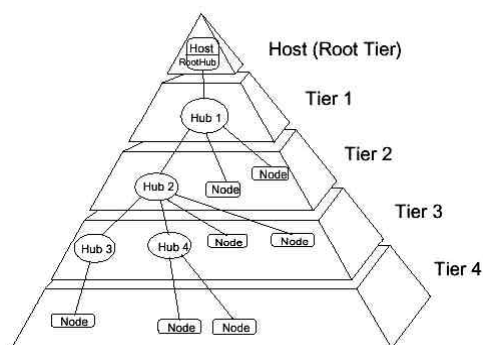 Host
RootHub
Host (Root Tier)
Hub 1
Tier 1
Hub 2
Node
Node
Tier 2
Hub 3
Hub 4
Node
Node
Tier 3
Node
Node
Node
Tier 4